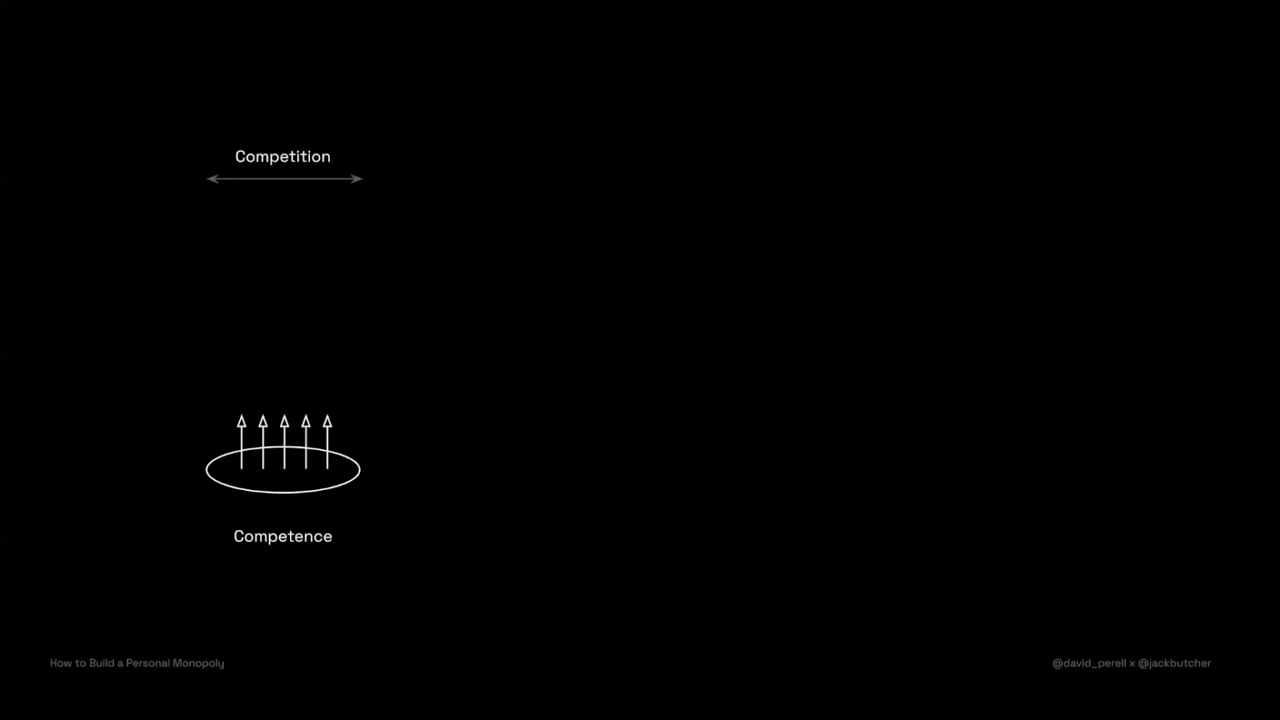 Competition
Competence
How to Build a Personal Monopoly
@david_perell x @jackbutcher